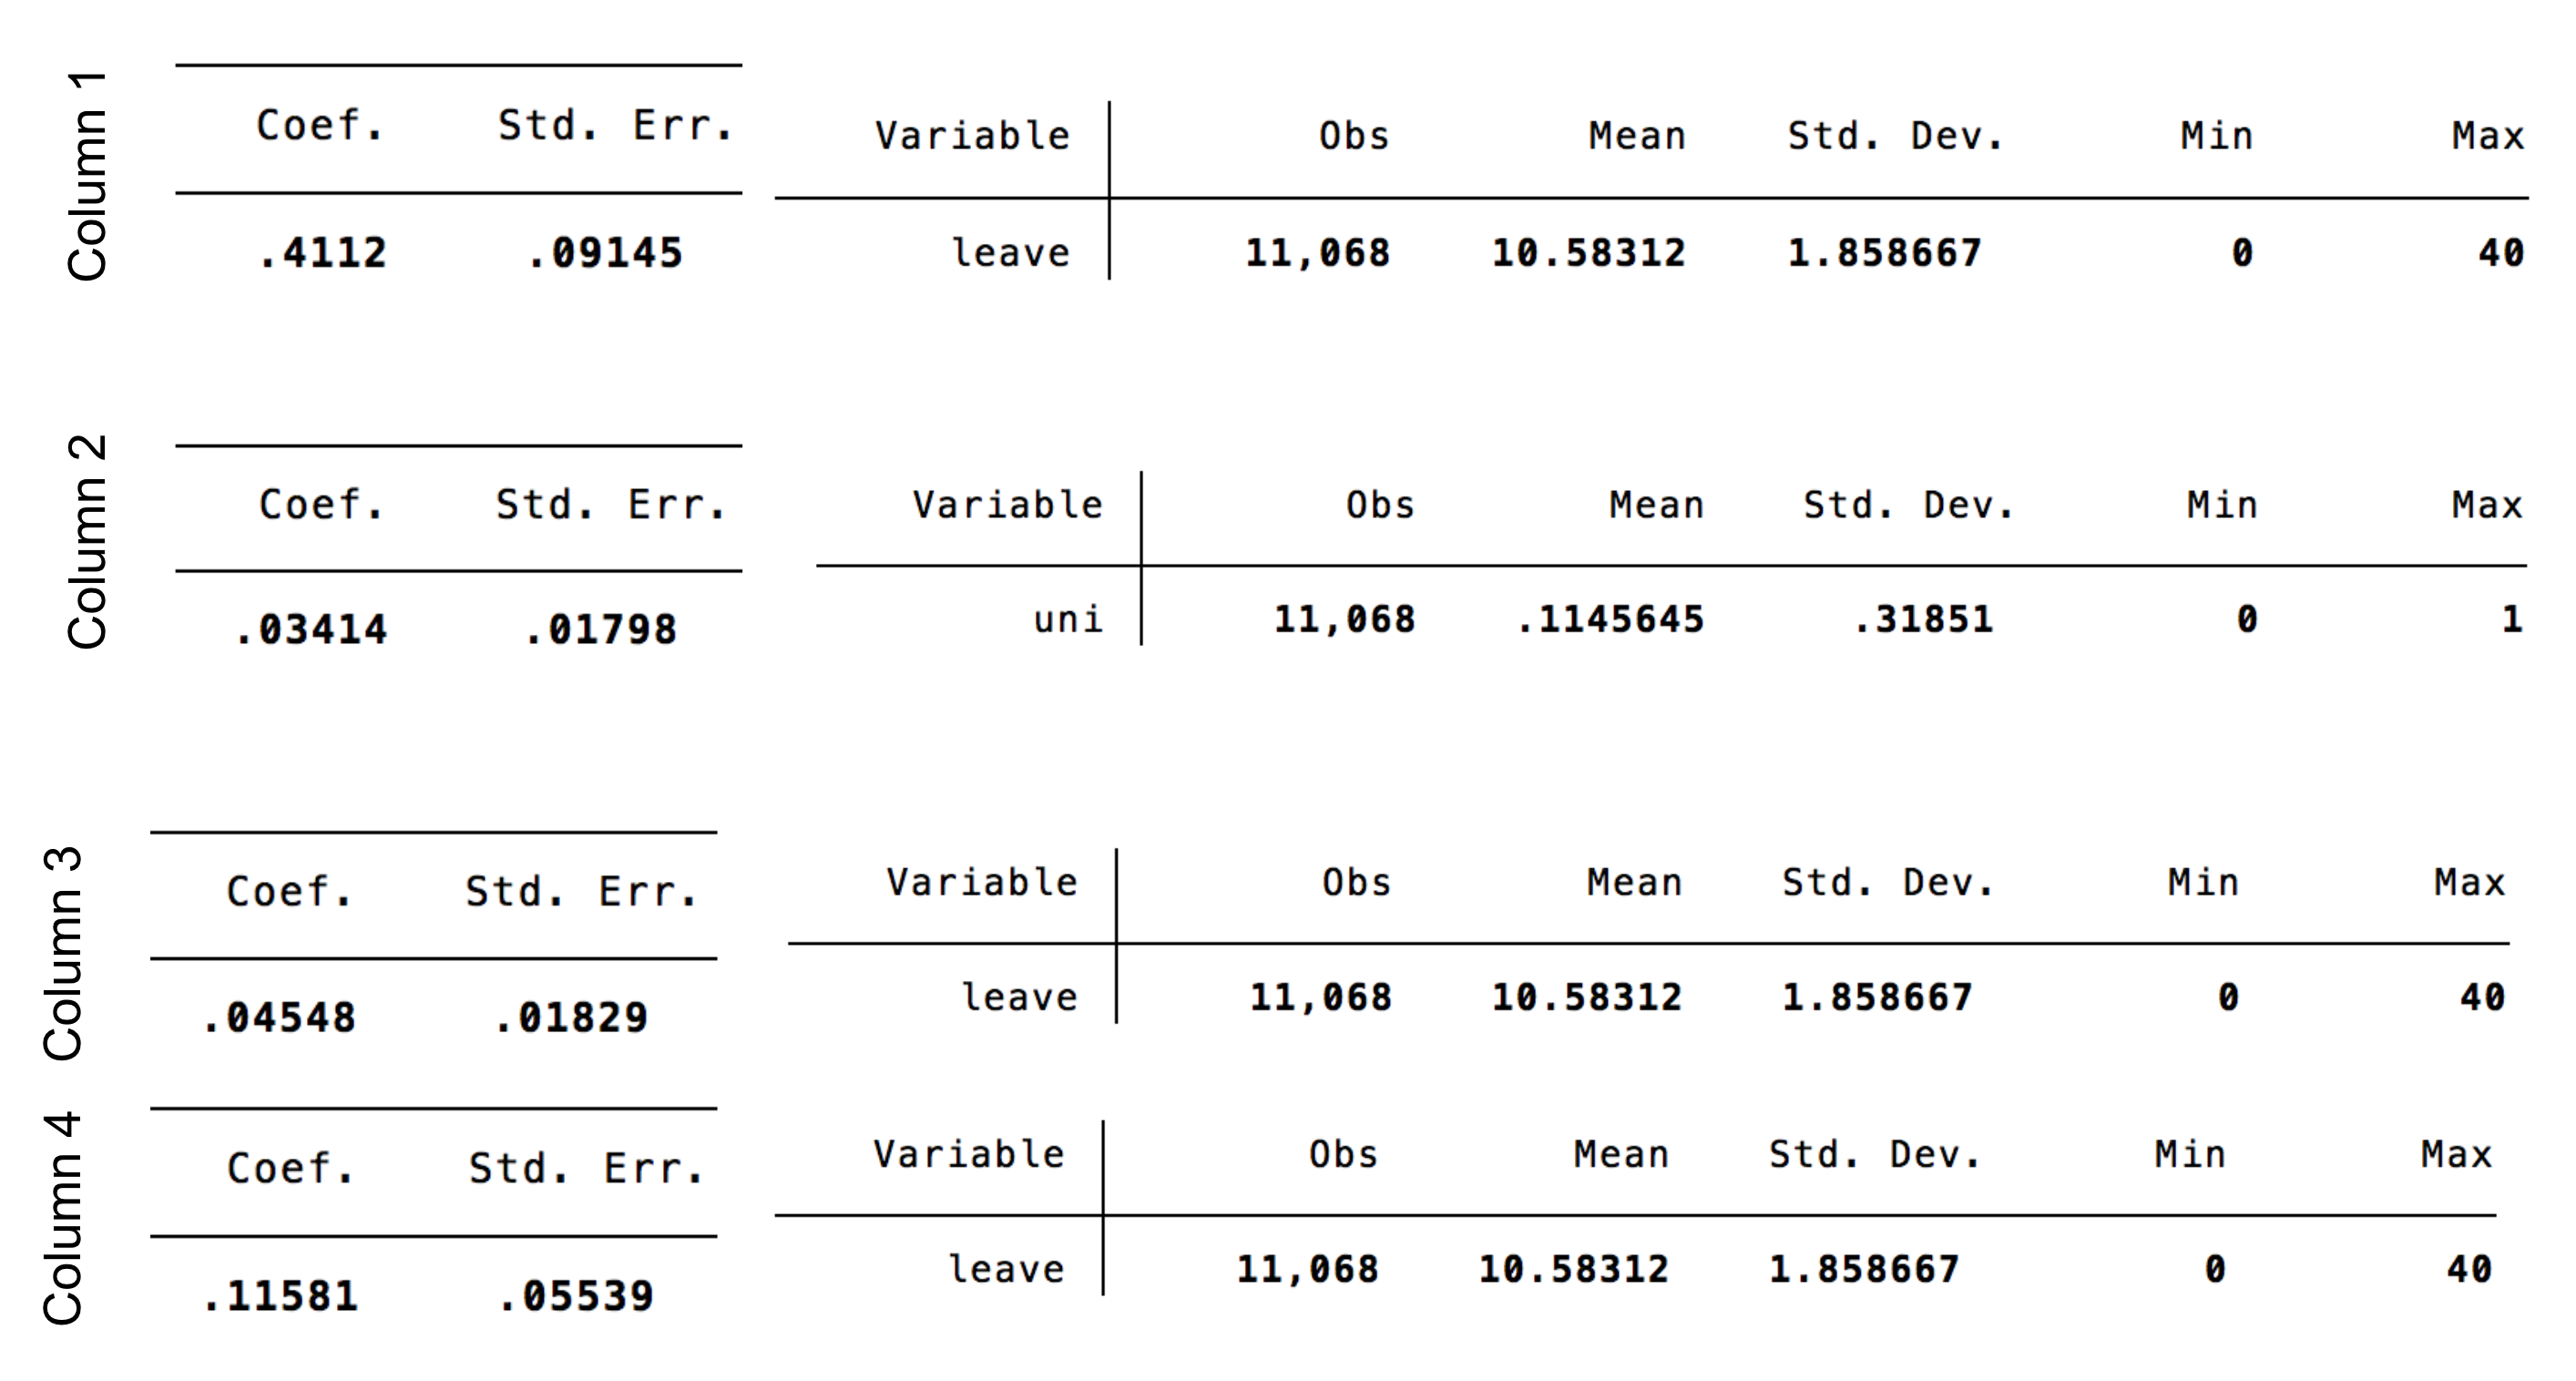 Column 1
Coef. Std. Err.
.4112 .09145
Variable Obs Mean Std. Dev. Min Max
leave 11,068 10.58312 1.858667 0 40
Column 2
Coef. Std. Err.
.03414 .01798
Variable Obs Mean Std. Dev. Min Max
uni 11,068 .1145645 .31851 0 1
Column 3
Coef. Std. Err.
.04548 .01829
Variable Obs Mean Std. Dev. Min Max
leave 11,068 10.58312 1.858667 0 40
Column 4
Coef. Std. Err.
.11581 .05539
Variable Obs Mean Std. Dev. Min Max
leave 11,068 10.58312 1.858667 0 40